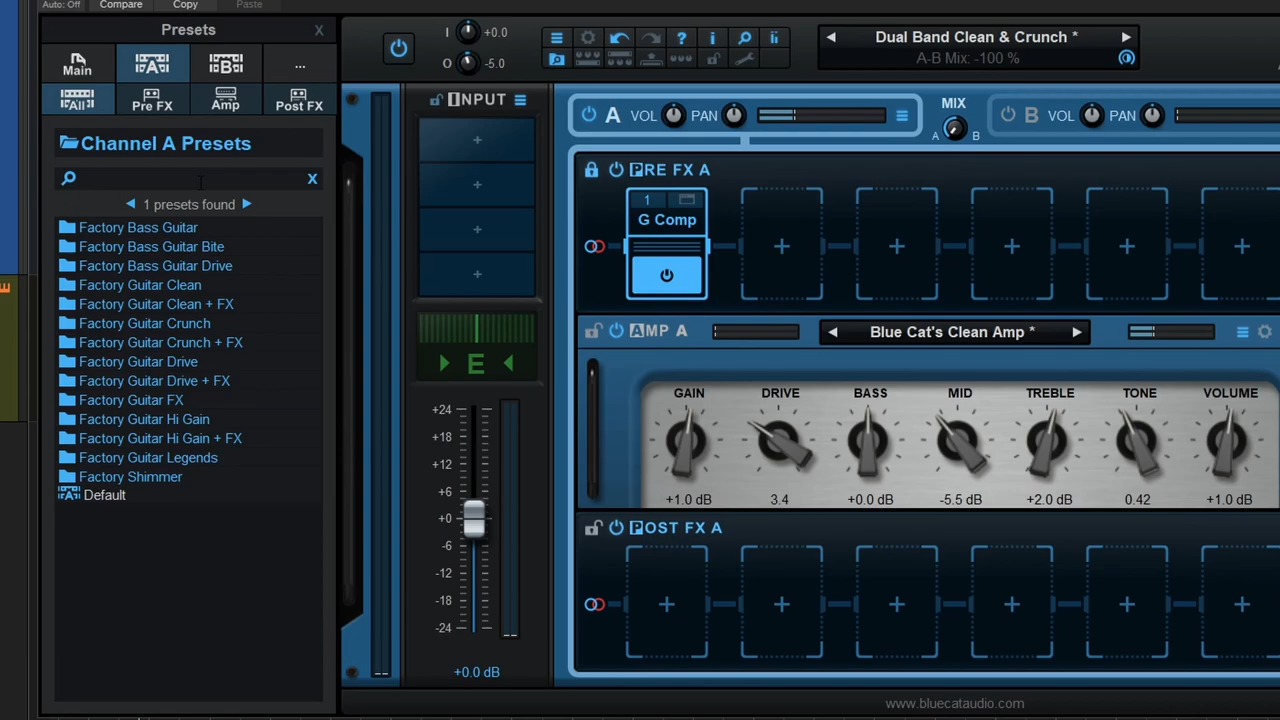 Auto: Off Compare Copy Paste
Presets X
Main A B ...
All Pre FX Amp Post FX
Channel A Presets
X
1 presets found
Factory Bass Guitar
Factory Bass Guitar Bite
Factory Bass Guitar Drive
Factory Guitar Clean
Factory Guitar Clean + FX
Factory Guitar Crunch
Factory Guitar Crunch + FX
Factory Guitar Drive
Factory Guitar Drive + FX
Factory Guitar FX
Factory Guitar Hi Gain
Factory Guitar Hi Gain + FX
Factory Guitar Legends
Factory Shimmer
Default
I +0.0
O -5.0
Dual Band Clean & Crunch *
A-B Mix: -100 %
INPUT
E
+24
+18
+12
+6
+0
-6
-12
-18
-24
--
--
+0.0 dB
A VOL PAN
MIX
A B
B VOL PAN
PRE FX A
1
G Comp
AMP A
Blue Cat's Clean Amp *
GAIN DRIVE BASS MID TREBLE TONE VOLUME
+1.0 dB 3.4 +0.0 dB -5.5 dB +2.0 dB 0.42 +1.0 dB
POST FX A
www.bluecataudio.com